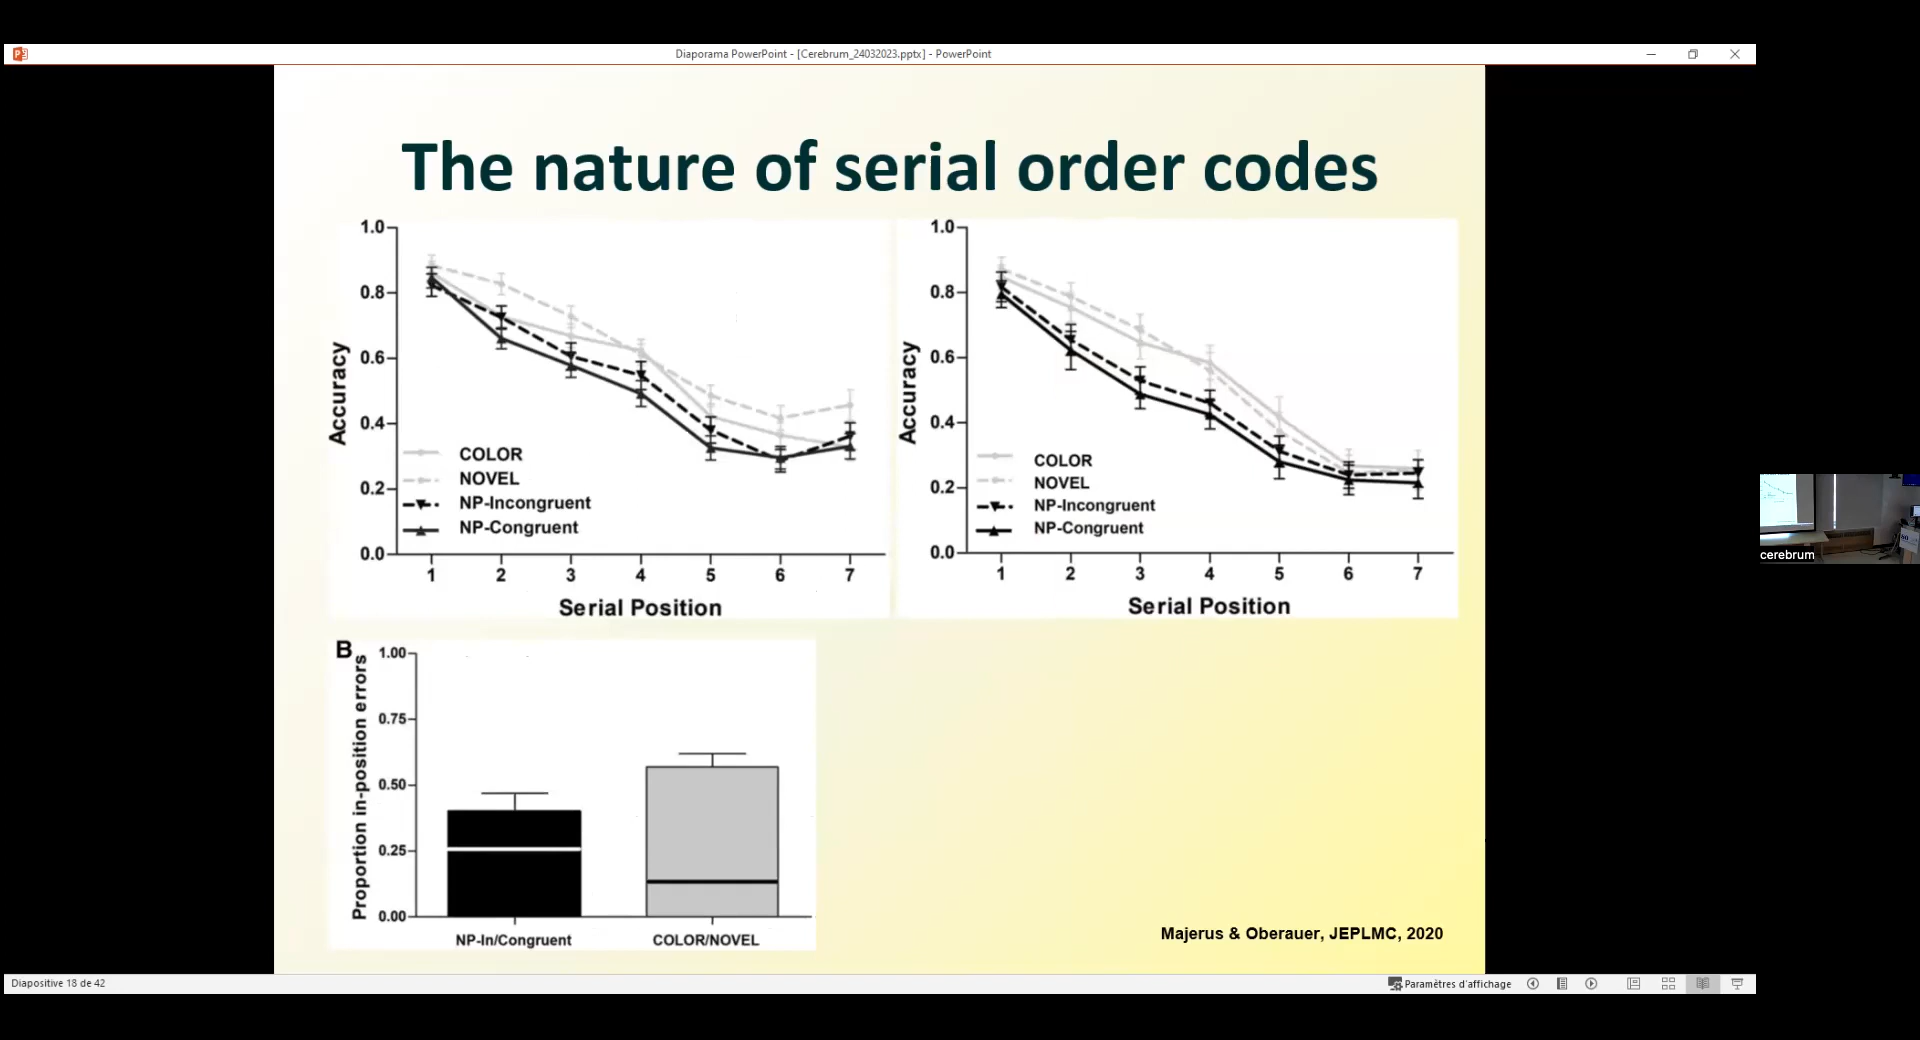 Diaporama PowerPoint - [Cerebrum_24032023.pptx] - PowerPoint
The nature of serial order codes
1.0
0.8
0.6
0.4
0.2
0.0
Accuracy
COLOR
NOVEL
NP-Incongruent
NP-Congruent
1 2 3 4 5 6 7
Serial Position
1.0
0.8
0.6
0.4
0.2
0.0
Accuracy
COLOR
NOVEL
NP-Incongruent
NP-Congruent
1 2 3 4 5 6 7
Serial Position
B
1.00
0.75
0.50
0.25
0.00
Proportion in-position errors
NP-In/Congruent
COLOR/NOVEL
Majerus & Oberauer, JEPLMC, 2020
cerebrum
Diapositive 18 de 42
Paramètres d'affichage